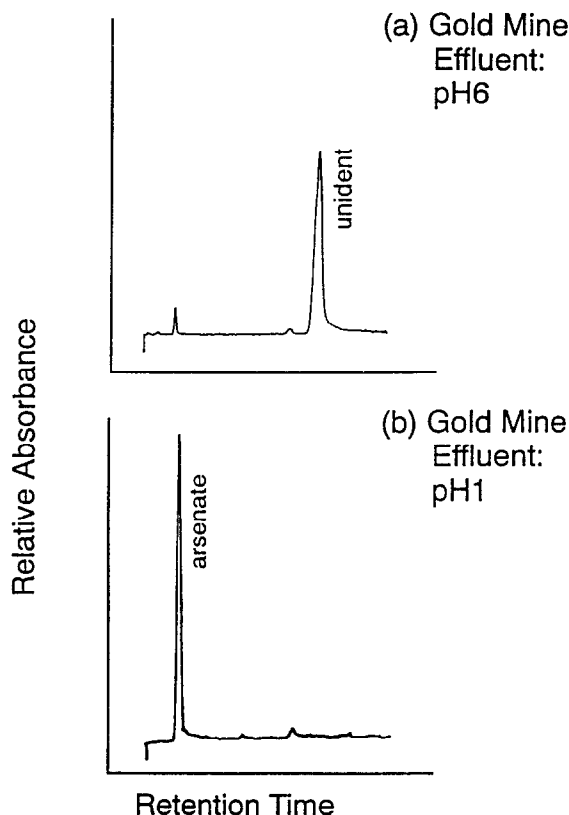 (a) Gold Mine
Effluent:
pH6
unident
Relative Absorbance
(b) Gold Mine
Effluent:
pH1
arsenate
Retention Time